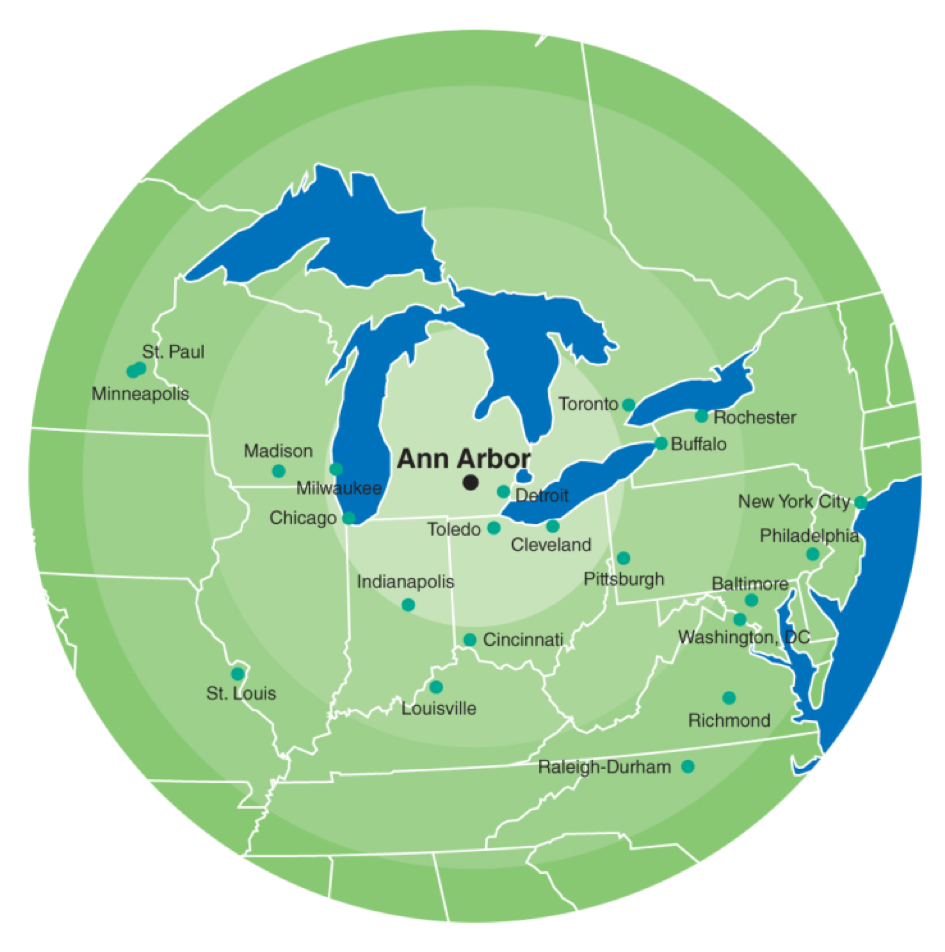 St. Paul
Minneapolis
Toronto
Rochester
Buffalo
Madison
Ann Arbor
Milwaukee
Detroit
New York City
Chicago
Toledo
Cleveland
Philadelphia
Indianapolis
Pittsburgh
Baltimore
Cincinnati
Washington, DC
St. Louis
Louisville
Richmond
Raleigh-Durham